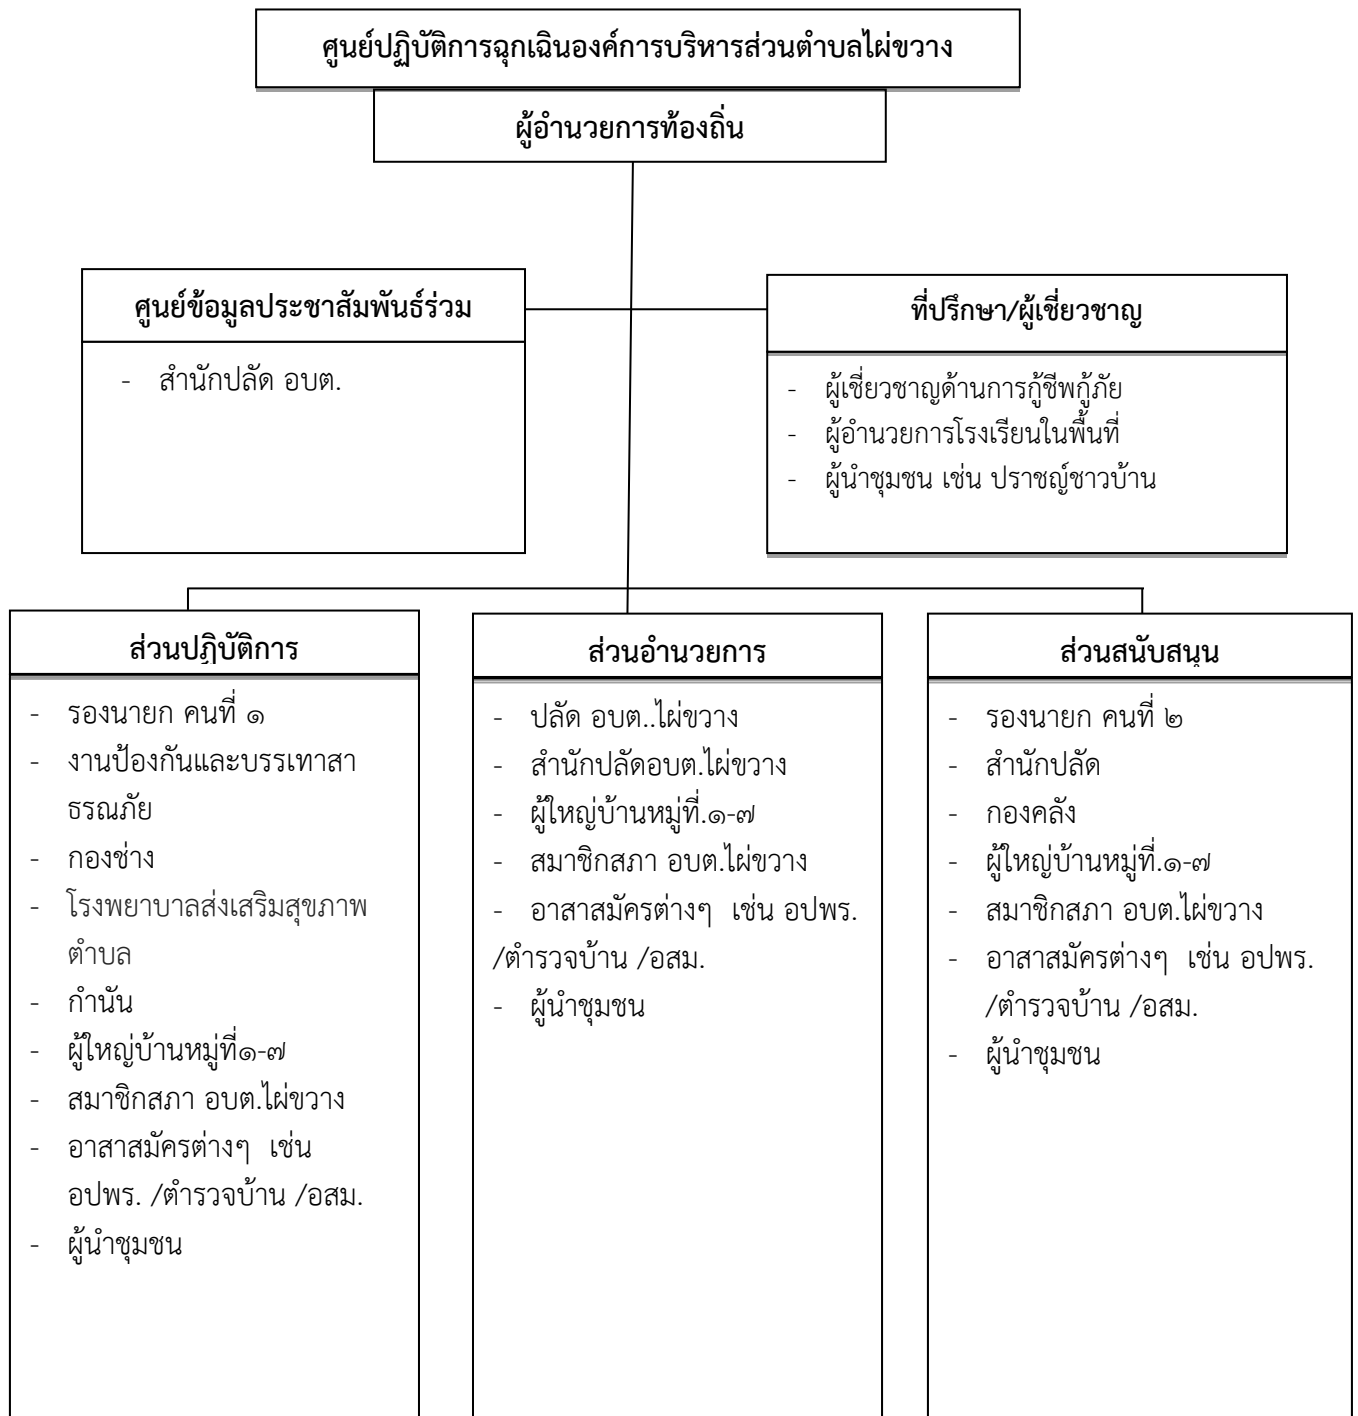 ศูนย์ปฏิบัติการฉุกเฉินองค์การบริหารส่วนตำบลไผ่ขวาง
ผู้อำนวยการท้องถิ่น
ศูนย์ข้อมูลประชาสัมพันธ์ร่วม
- สำนักปลัด อบต.
ที่ปรึกษา/ผู้เชี่ยวชาญ
- ผู้เชี่ยวชาญด้านการกู้ชีพกู้ภัย
- ผู้อำนวยการโรงเรียนในพื้นที่
- ผู้นำชุมชน เช่น ปราชญ์ชาวบ้าน
ส่วนปฏิบัติการ
- รองนายก คนที่ ๑
- งานป้องกันและบรรเทาสา
ธรณภัย
- กองช่าง
- โรงพยาบาลส่งเสริมสุขภาพ
ตำบล
- กำนัน
- ผู้ใหญ่บ้านหมู่ที่๑-๗
- สมาชิกสภา อบต.ไผ่ขวาง
- อาสาสมัครต่างๆ เช่น
อปพร. /ตำรวจบ้าน /อสม.
- ผู้นำชุมชน
ส่วนอำนวยการ
- ปลัด อบต..ไผ่ขวาง
- สำนักปลัดอบต.ไผ่ขวาง
- ผู้ใหญ่บ้านหมู่ที่.๑-๗
- สมาชิกสภา อบต.ไผ่ขวาง
- อาสาสมัครต่างๆ เช่น อปพร.
/ตำรวจบ้าน /อสม.
- ผู้นำชุมชน
ส่วนสนับสนุน
- รองนายก คนที่ ๒
- สำนักปลัด
- กองคลัง
- ผู้ใหญ่บ้านหมู่ที่.๑-๗
- สมาชิกสภา อบต.ไผ่ขวาง
- อาสาสมัครต่างๆ เช่น อปพร.
/ตำรวจบ้าน /อสม.
- ผู้นำชุมชน